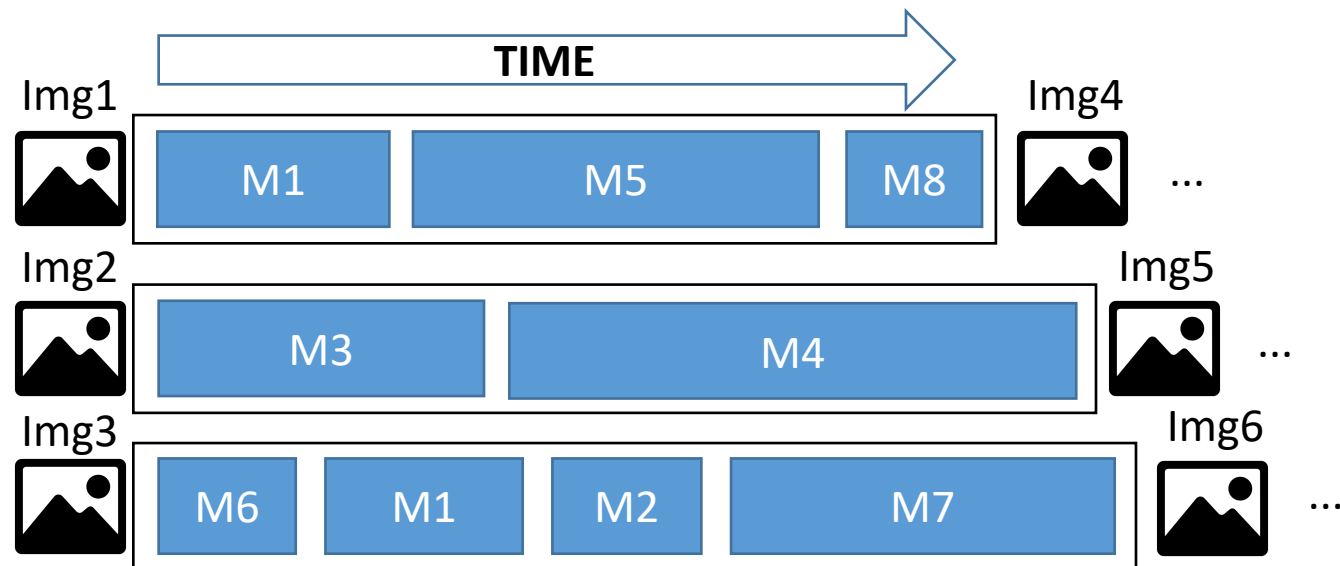 TIME
Img1
Img4
M1 M5 M8 ...
Img2
Img5
M3 M4 ...
Img3
Img6
M6 M1 M2 M7 ...